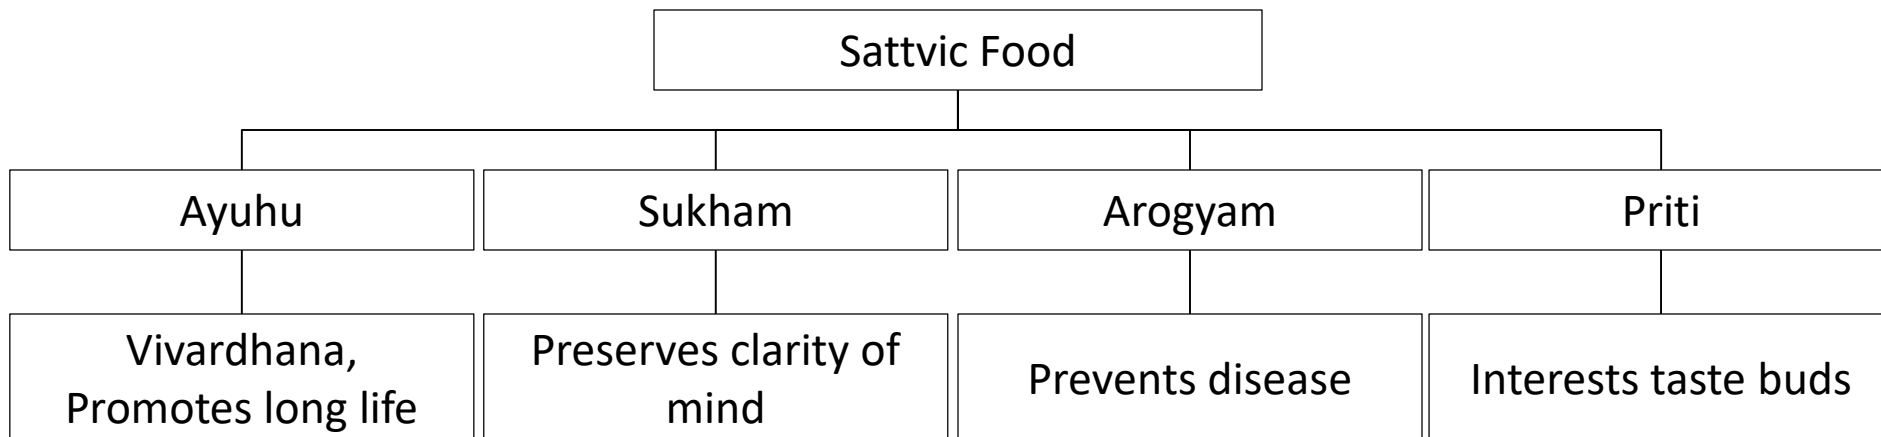 Sattvic Food
Ayuhu
Sukham
Arogyam
Priti
Vivardhana,
Promotes long life
Preserves clarity of
mind
Prevents disease
Interests taste buds